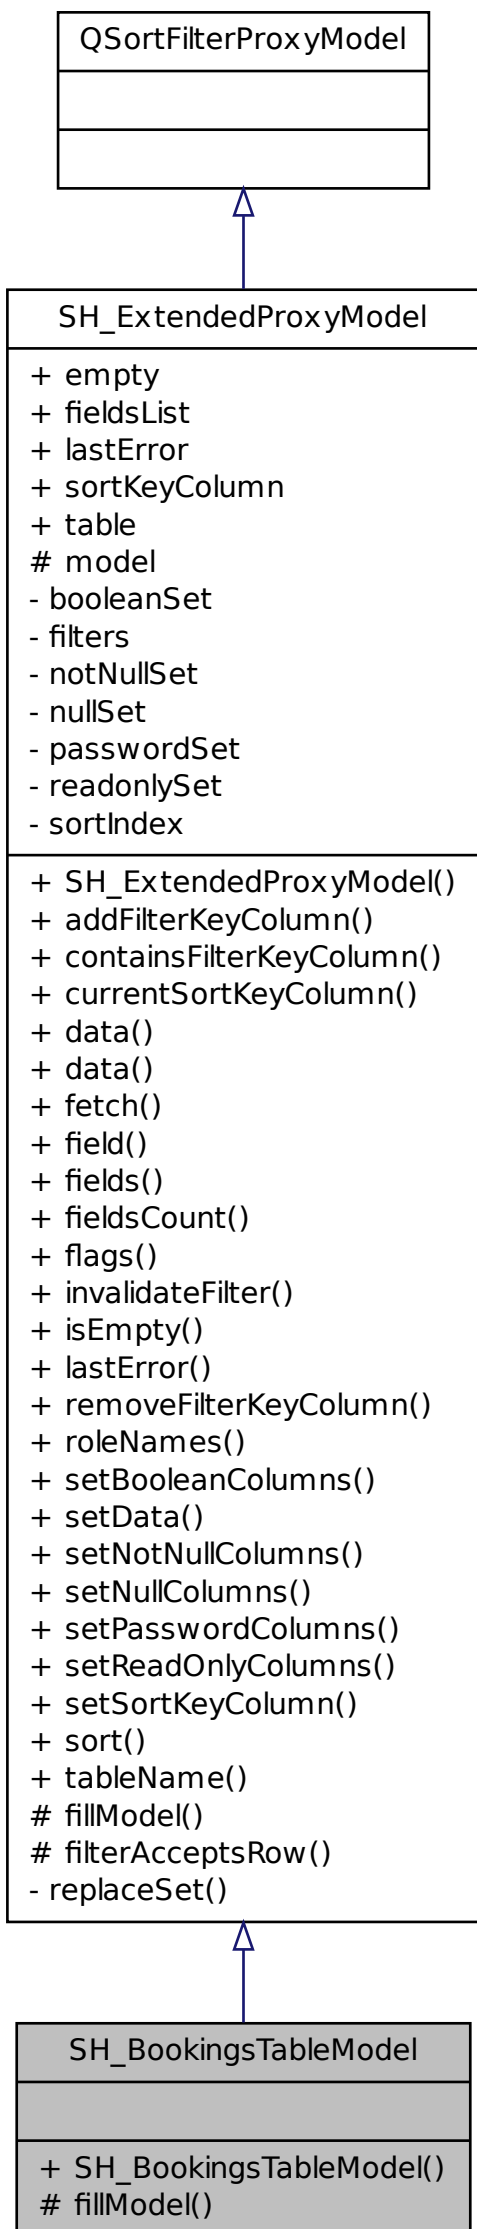 QSortFilterProxyModel
SH_ExtendedProxyModel
+ empty
+ fieldsList
+ lastError
+ sortKeyColumn
+ table
# model
- booleanSet
- filters
- notNullSet
- nullSet
- passwordSet
- readonlySet
- sortIndex
+ SH_ExtendedProxyModel()
+ addFilterKeyColumn()
+ containsFilterKeyColumn()
+ currentSortKeyColumn()
+ data()
+ data()
+ fetch()
+ field()
+ fields()
+ fieldsCount()
+ flags()
+ invalidateFilter()
+ isEmpty()
+ lastError()
+ removeFilterKeyColumn()
+ roleNames()
+ setBooleanColumns()
+ setData()
+ setNotNullColumns()
+ setNullColumns()
+ setPasswordColumns()
+ setReadOnlyColumns()
+ setSortKeyColumn()
+ sort()
+ tableName()
# fillModel()
# filterAcceptsRow()
- replaceSet()
SH_BookingsTableModel
+ SH_BookingsTableModel()
# fillModel()